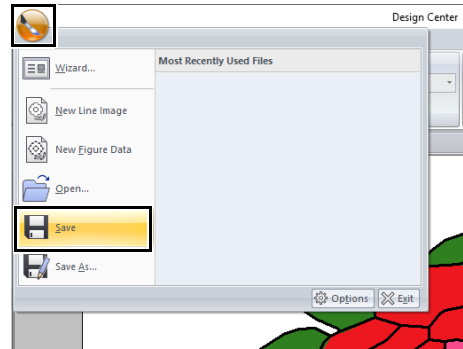 Design Center
Wizard...
Most Recently Used Files
New Line Image
New Figure Data
Open...
Save
Save As...
Options
Exit